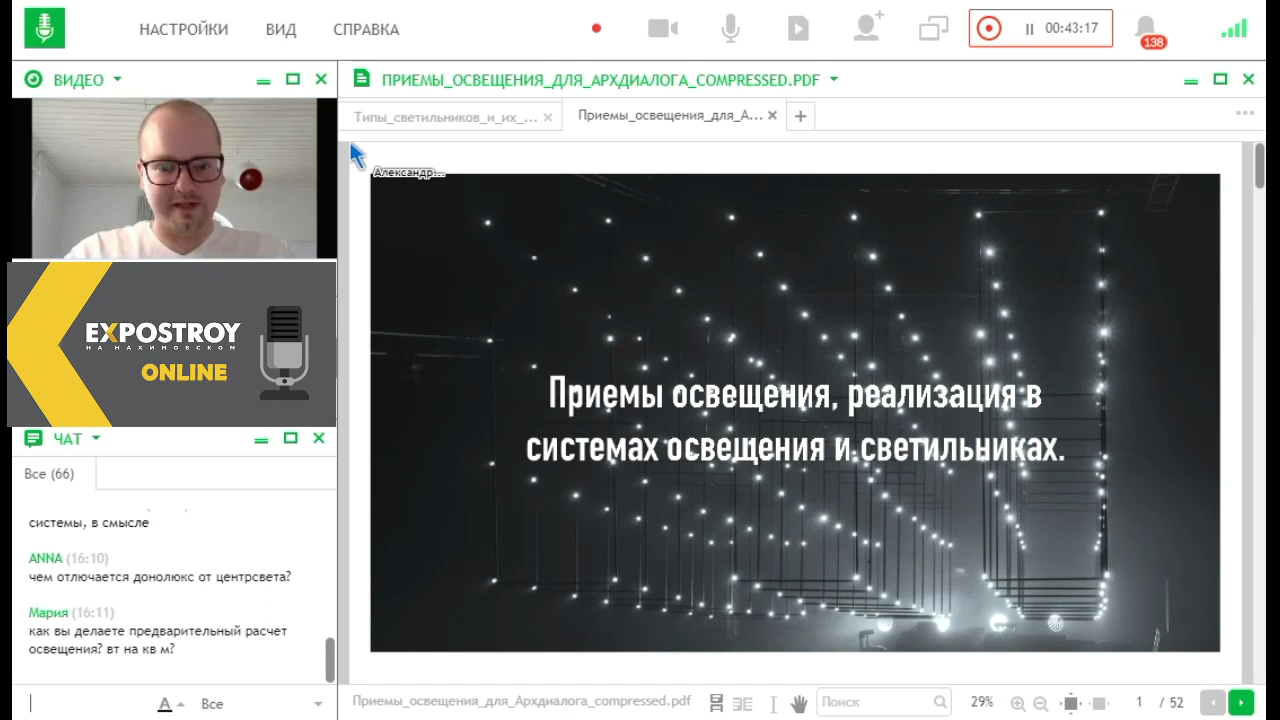 НАСТРОЙКИ ВИД СПРАВКА 00:43:17 138
ВИДЕО
ПРИЕМЫ_ОСВЕЩЕНИЯ_ДЛЯ_АРХДИАЛОГА_COMPRESSED.PDF
Типы_светильников_и_их_... Приемы_освещения_для_А...
Александр...
Приемы освещения, реализация в
системах освещения и светильниках.
EXPOSTROY
НА НАХИМОВСКОМ
ONLINE
ЧАТ
Все (66)
системы, в смысле
ANNA (16:10)
чем отлючается донолюкс от центрсвета?
Мария (16:11)
как вы делаете предварительный расчет
освещения? вт на кв м?
A Все
Приемы_освещения_для_Архдиалога_compressed.pdf Поиск 29% 1 / 52